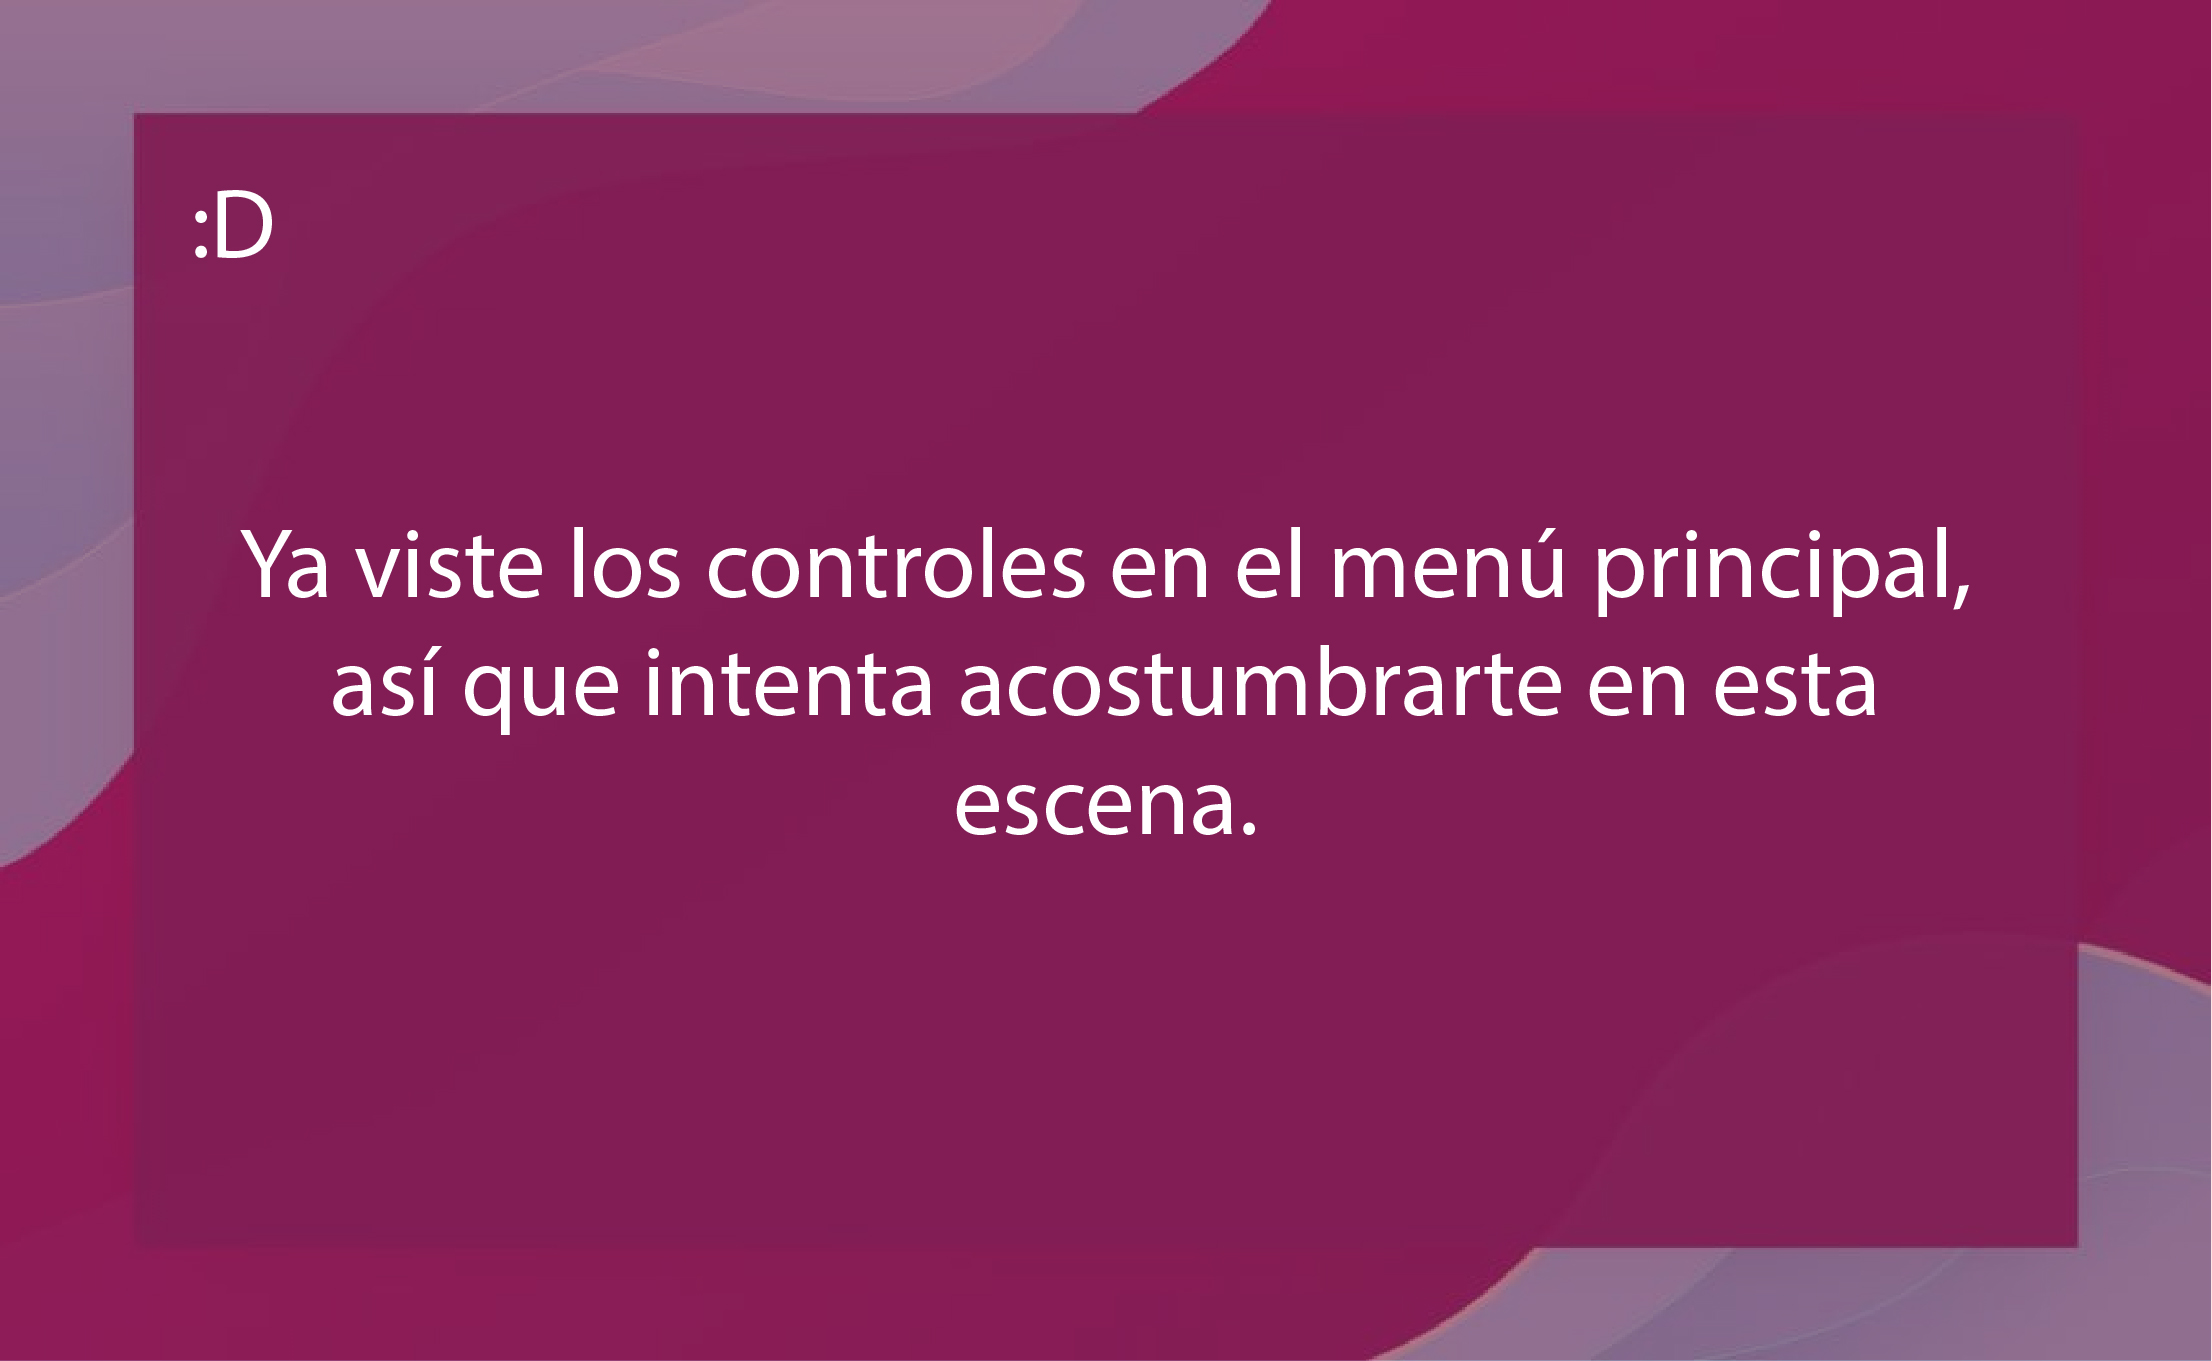 :D
Ya viste los controles en el menú principal,
así que intenta acostumbrarte en esta
escena.